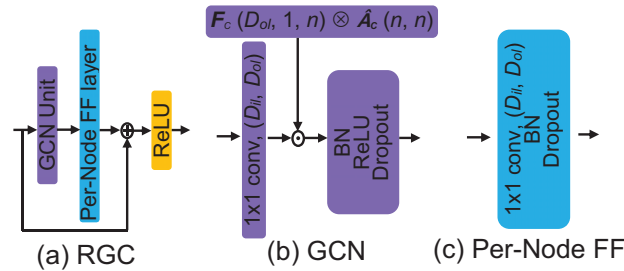 F_c (D_ol, 1, n) ⊗ Â_c (n, n)
GCN Unit
Per-Node FF layer
ReLU
1x1 conv, (D_il, D_ol)
BN
ReLU
Dropout
1x1 conv, (D_il, D_ol)
BN
Dropout
(a) RGC
(b) GCN
(c) Per-Node FF